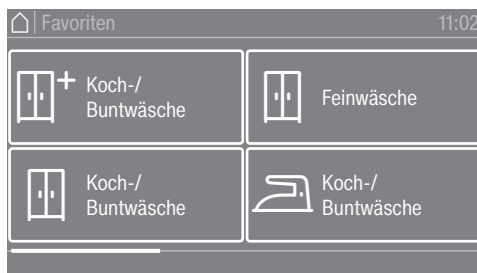 Favoriten 11:02
Koch-/
Buntwäsche
Feinwäsche
Koch-/
Buntwäsche
Koch-/
Buntwäsche